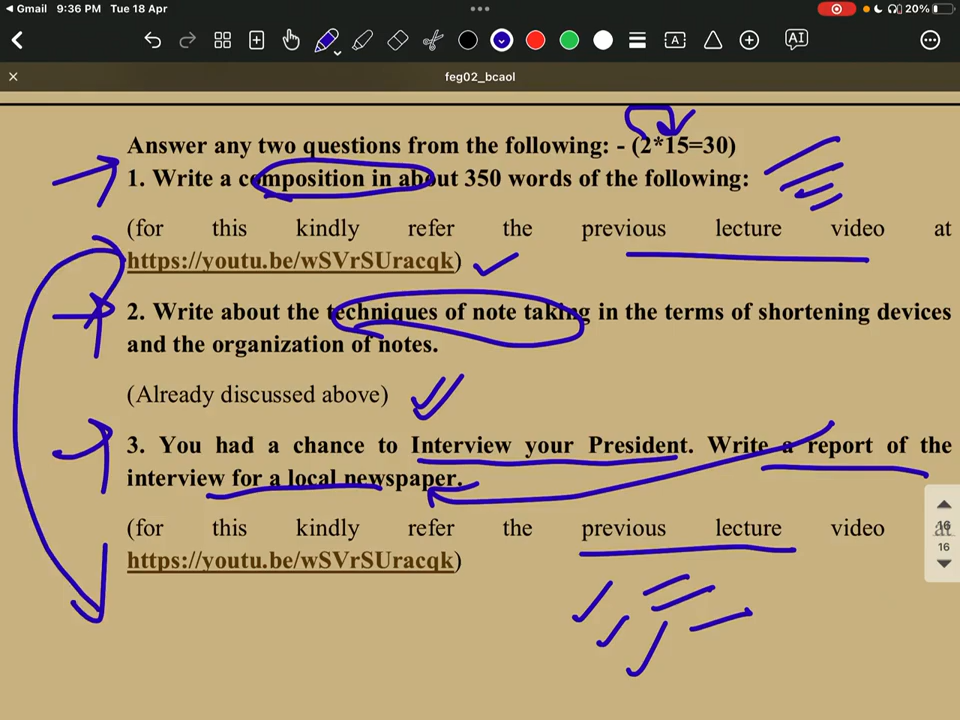 Gmail 9:36 PM Tue 18 Apr 20%
AI
feg02_bcaol
Answer any two questions from the following: - (2*15=30)
1. Write a composition in about 350 words of the following:
(for this kindly refer the previous lecture video at
https://youtu.be/wSVrSUracqk)
2. Write about the techniques of note taking in the terms of shortening devices
and the organization of notes.
(Already discussed above)
3. You had a chance to Interview your President. Write a report of the
interview for a local newspaper.
(for this kindly refer the previous lecture video at
https://youtu.be/wSVrSUracqk)
16
16